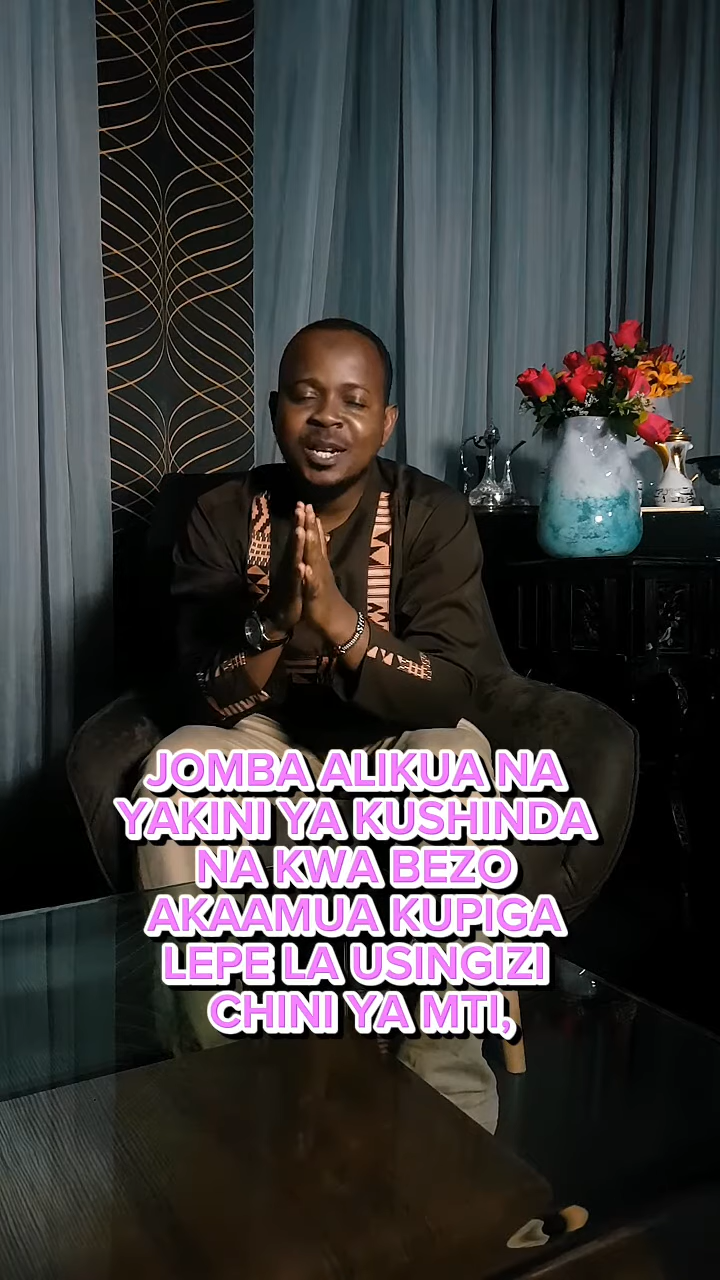 JOMBA ALIKUA NA
YAKINI YA KUSHINDA
NA KWA BEZO
AKAAMUA KUPIGA
LEPE LA USINGIZI
CHINI YA MTI,